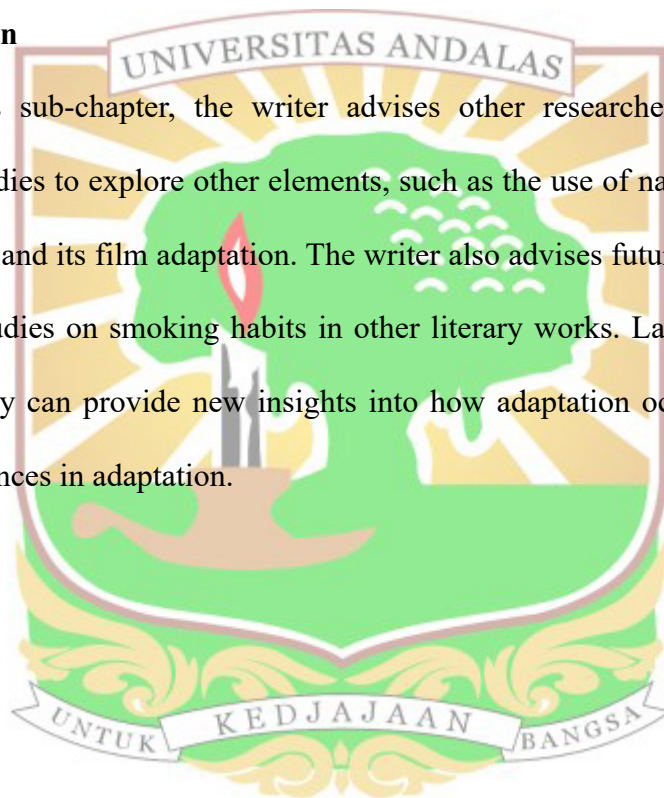 n
UNIVERSITAS ANDALAS
sub-chapter, the writer advises other researche
dies to explore other elements, such as the use of na
and its film adaptation. The writer also advises futur
udies on smoking habits in other literary works. La
y can provide new insights into how adaptation oc
nces in adaptation.
UNTUK KEDJAJAAN BANGSA